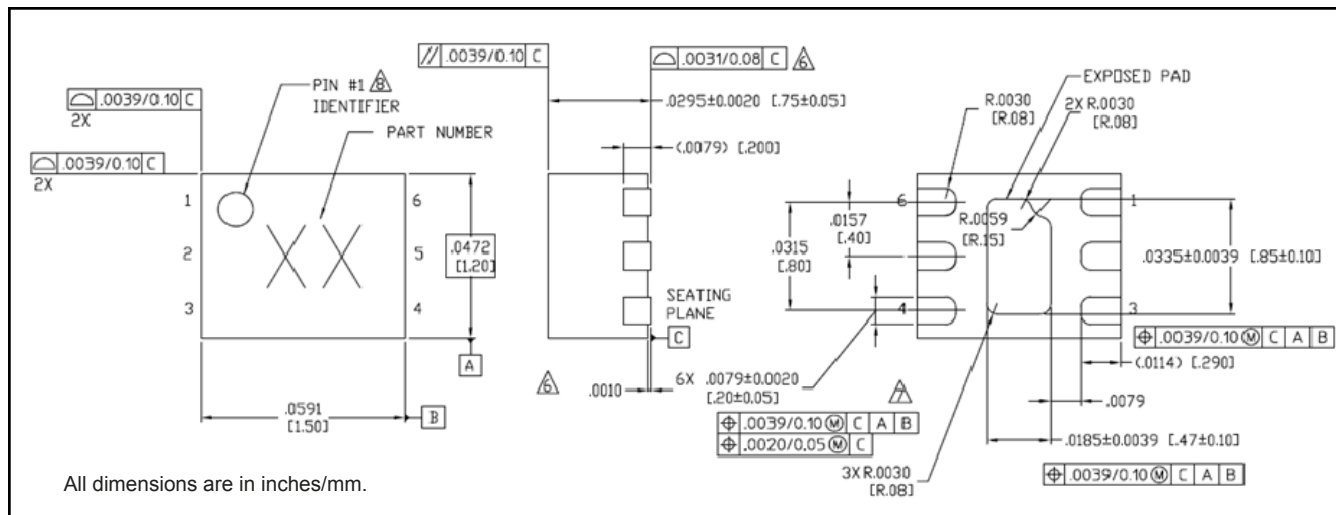 ⌓ .0039/0.10 C
2X
⌓ .0039/0.10 C
2X
PIN #1 8
IDENTIFIER
PART NUMBER
1
2
3
6
5
4
XX
.0472
[1.20]
A
.0591
[1.50]
B
All dimensions are in inches/mm.
// .0039/0.10 C
⌓ .0031/0.08 C 6
.0295±0.0020 [.75±0.05]
(.0079) [.200]
SEATING
PLANE
C
6
.0010
EXPOSED PAD
R.0030
[R.08]
2X R.0030
[R.08]
6
4
1
3
R.0059
[R.15]
.0157
[.40]
.0315
[.80]
.0335±0.0039 [.85±0.10]
⌖ .0039/0.10 Ⓜ C A B
(.0114) [.290]
.0079
.0185±0.0039 [.47±0.10]
⌖ .0039/0.10 Ⓜ C A B
6X .0079±0.0020
[.20±0.05]
7
⌖ .0039/0.10 Ⓜ C A B
⌖ .0020/0.05 Ⓜ C
3X R.0030
[R.08]